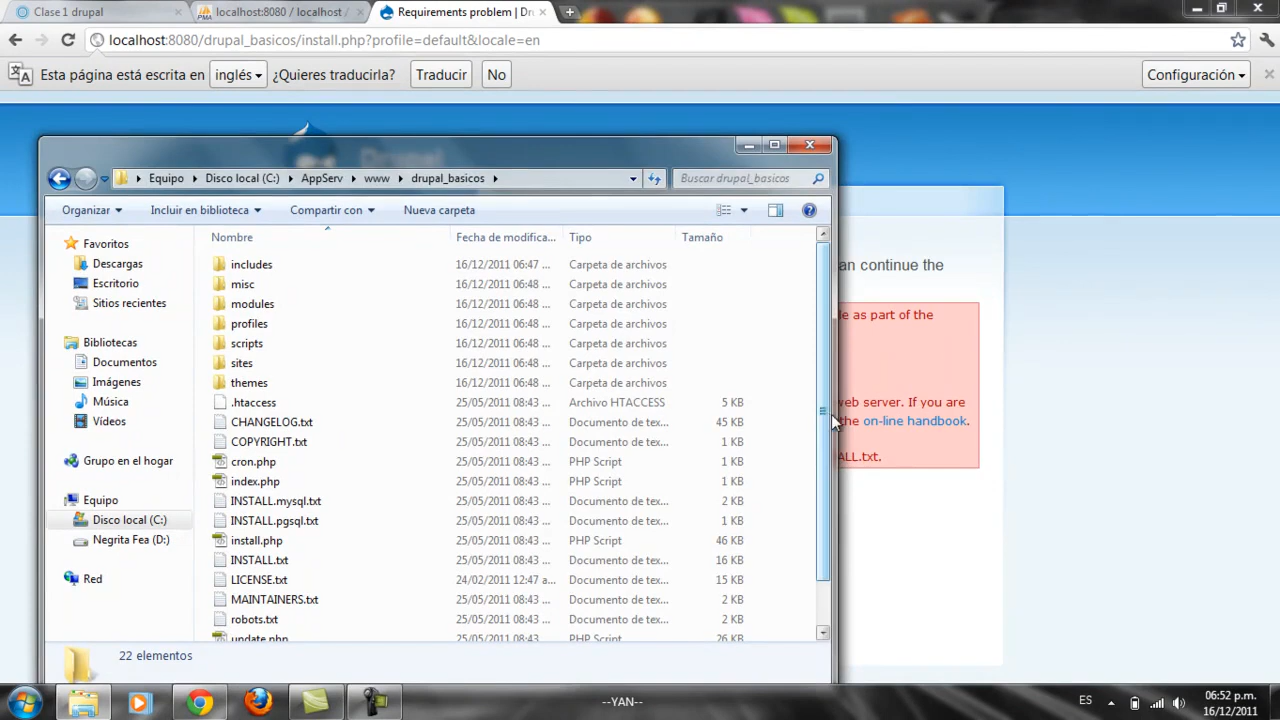 Clase 1 drupal
localhost:8080 / localhost /
Requirements problem | Dru
localhost:8080/drupal_basicos/install.php?profile=default&locale=en
Esta página está escrita en inglés ¿Quieres traducirla? Traducir No Configuración
Equipo Disco local (C:) AppServ www drupal_basicos Buscar drupal_basicos
Organizar Incluir en biblioteca Compartir con Nueva carpeta
Nombre Fecha de modifica... Tipo Tamaño
Favoritos
Descargas
Escritorio
Sitios recientes
Bibliotecas
Documentos
Imágenes
Música
Vídeos
Grupo en el hogar
Equipo
Disco local (C:)
Negrita Fea (D:)
Red
includes 16/12/2011 06:47 ... Carpeta de archivos
misc 16/12/2011 06:48 ... Carpeta de archivos
modules 16/12/2011 06:48 ... Carpeta de archivos
profiles 16/12/2011 06:48 ... Carpeta de archivos
scripts 16/12/2011 06:48 ... Carpeta de archivos
sites 16/12/2011 06:48 ... Carpeta de archivos
themes 16/12/2011 06:48 ... Carpeta de archivos
.htaccess 25/05/2011 08:43 ... Archivo HTACCESS 5 KB
CHANGELOG.txt 25/05/2011 08:43 ... Documento de tex... 45 KB
COPYRIGHT.txt 25/05/2011 08:43 ... Documento de tex... 1 KB
cron.php 25/05/2011 08:43 ... PHP Script 1 KB
index.php 25/05/2011 08:43 ... PHP Script 1 KB
INSTALL.mysql.txt 25/05/2011 08:43 ... Documento de tex... 2 KB
INSTALL.pgsql.txt 25/05/2011 08:43 ... Documento de tex... 1 KB
install.php 25/05/2011 08:43 ... PHP Script 46 KB
INSTALL.txt 25/05/2011 08:43 ... Documento de tex... 16 KB
LICENSE.txt 24/02/2011 12:47 a... Documento de tex... 15 KB
MAINTAINERS.txt 25/05/2011 08:43 ... Documento de tex... 2 KB
robots.txt 25/05/2011 08:43 ... Documento de tex... 2 KB
update.php 25/05/2011 08:43 ... PHP Script 26 KB
22 elementos
an continue the
le as part of the
web server. If you are
the on-line handbook.
ALL.txt.
--YAN--
ES
06:52 p.m.
16/12/2011